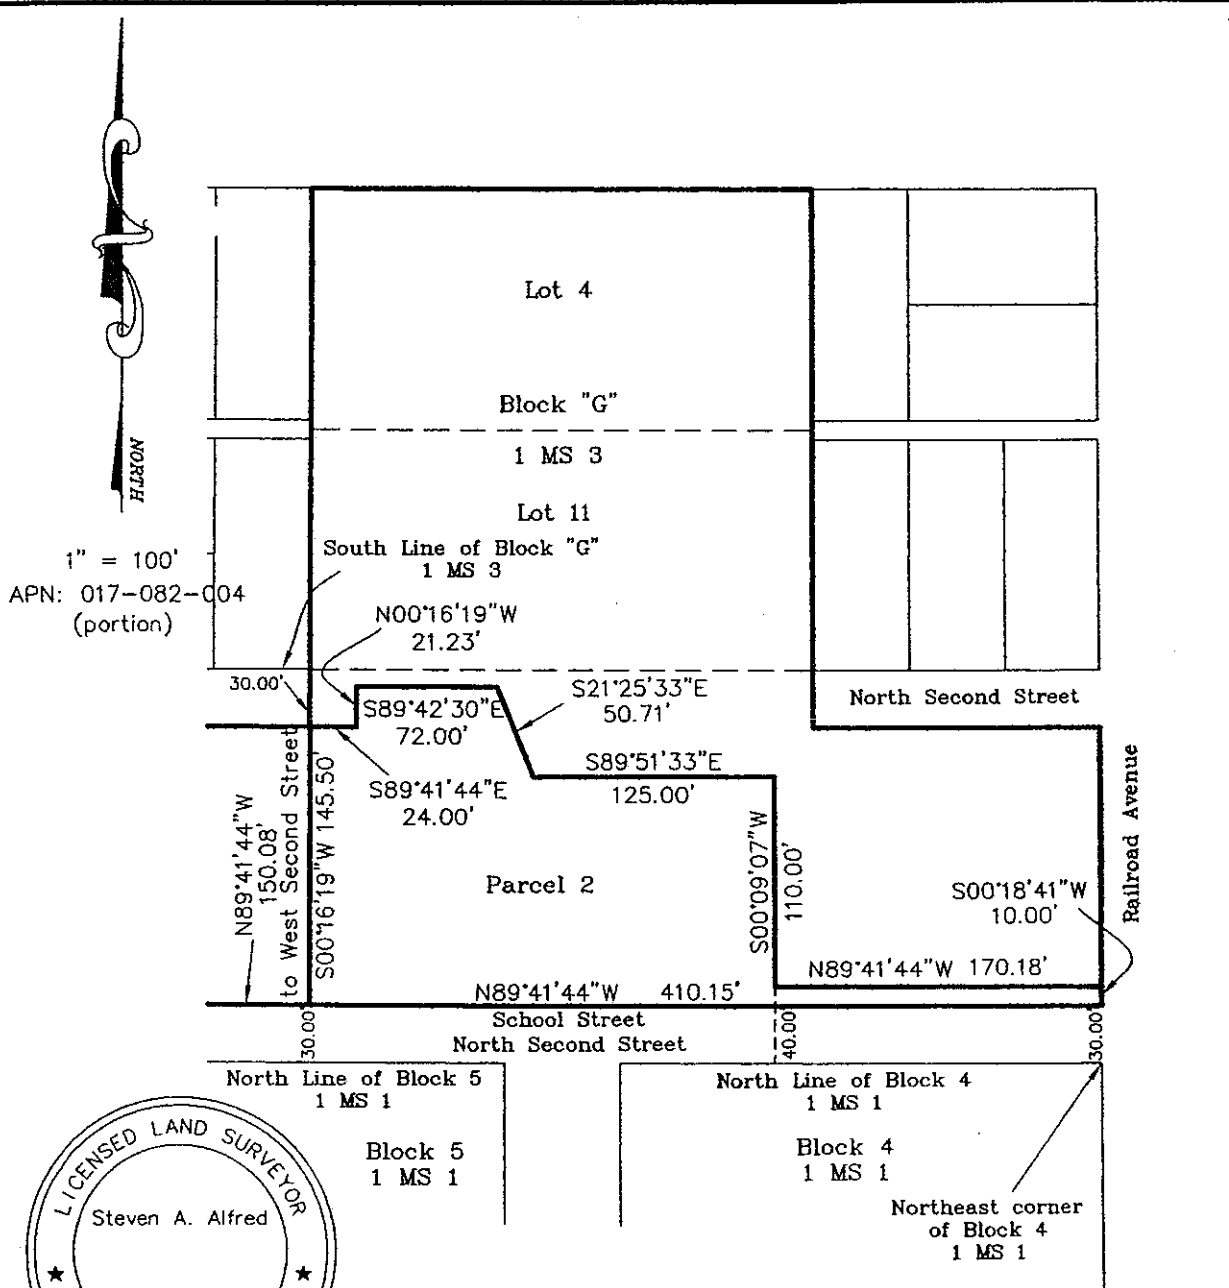 Lot 4
Block "G"
1 MS 3
Lot 11
NORTH
1" = 100'
APN: 017-082-004
(portion)
South Line of Block "G"
1 MS 3
N00°16'19"W
21.23'
30.00'
S89°42'30"E
72.00'
S21°25'33"E
50.71'
North Second Street
S89°51'33"E
125.00'
S89°41'44"E
24.00'
N89°41'44"W
150.08'
to West Second Street
S00°16'19"W 145.50'
Parcel 2
S00°09'07"W
110.00'
S00°18'41"W
10.00'
Railroad Avenue
N89°41'44"W 170.18'
N89°41'44"W 410.15'
School Street
North Second Street
30.00
40.00
30.00
North Line of Block 5
1 MS 1
North Line of Block 4
1 MS 1
Block 5
1 MS 1
Block 4
1 MS 1
Northeast corner
of Block 4
1 MS 1
LICENSED LAND SURVEYOR
Steven A. Alfred